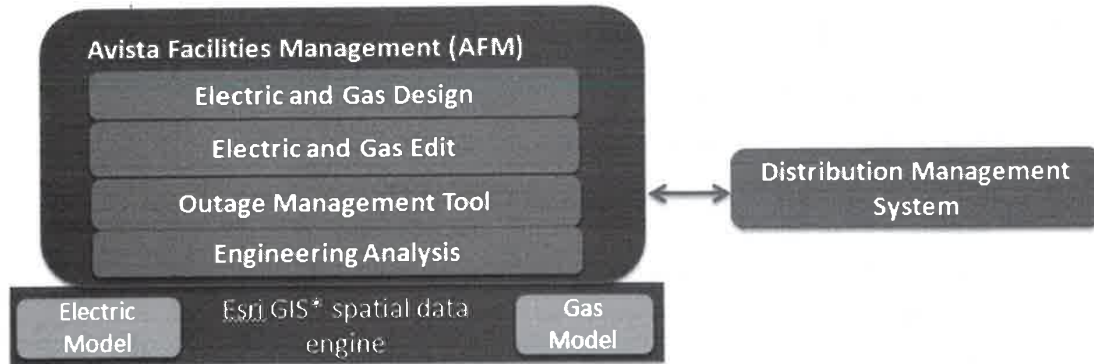 Avista Facilities Management (AFM)
Electric and Gas Design
Electric and Gas Edit
Outage Management Tool
Engineering Analysis
Distribution Management
System
Electric
Model
Esri GIS* spatial data
engine
Gas
Model